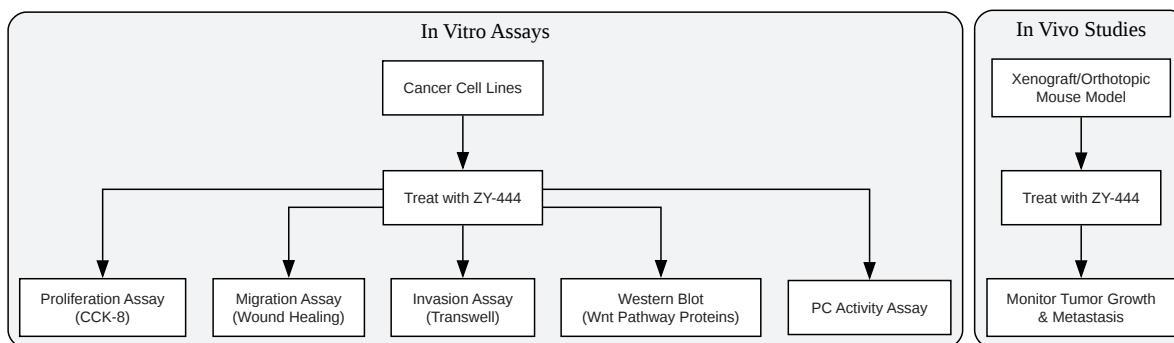 In Vitro Assays
Cancer Cell Lines
Treat with ZY-444
Proliferation Assay
(CCK-8)
Migration Assay
(Wound Healing)
Invasion Assay
(Transwell)
Western Blot
(Wnt Pathway Proteins)
PC Activity Assay
In Vivo Studies
Xenograft/Orthotopic
Mouse Model
Treat with ZY-444
Monitor Tumor Growth
& Metastasis